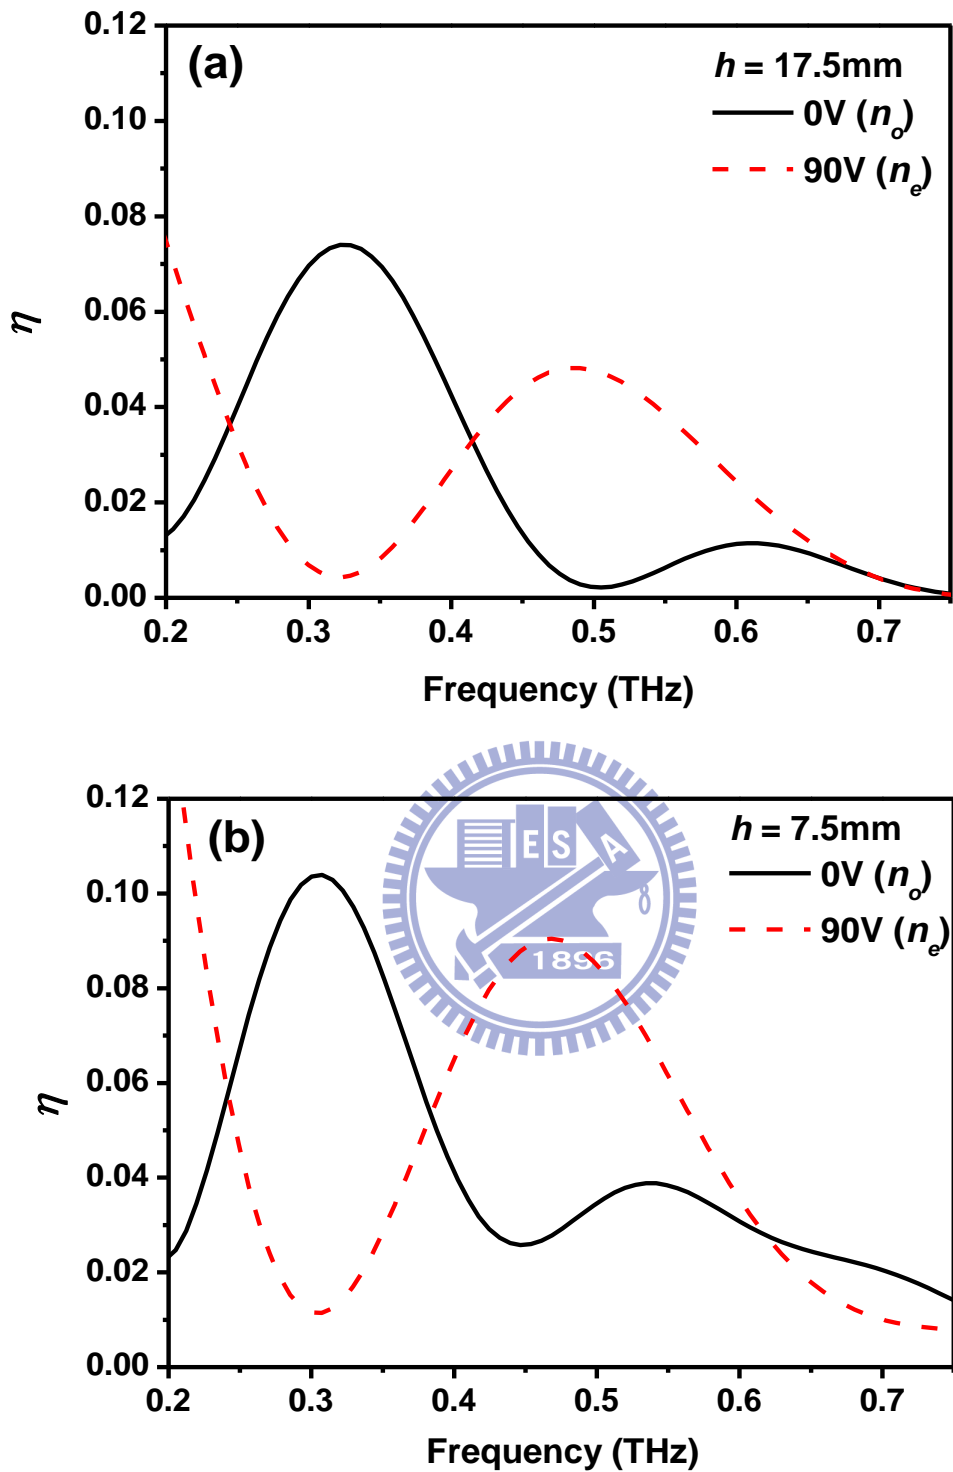 0.12
(a)
h = 17.5mm
0V (nₒ)
90V (nₑ)
0.10
0.08
0.06
0.04
0.02
0.00
η
0.2 0.3 0.4 0.5 0.6 0.7
Frequency (THz)
0.12
(b)
h = 7.5mm
0V (nₒ)
90V (nₑ)
E S A
1896
0.10
0.08
0.06
0.04
0.02
0.00
η
0.2 0.3 0.4 0.5 0.6 0.7
Frequency (THz)